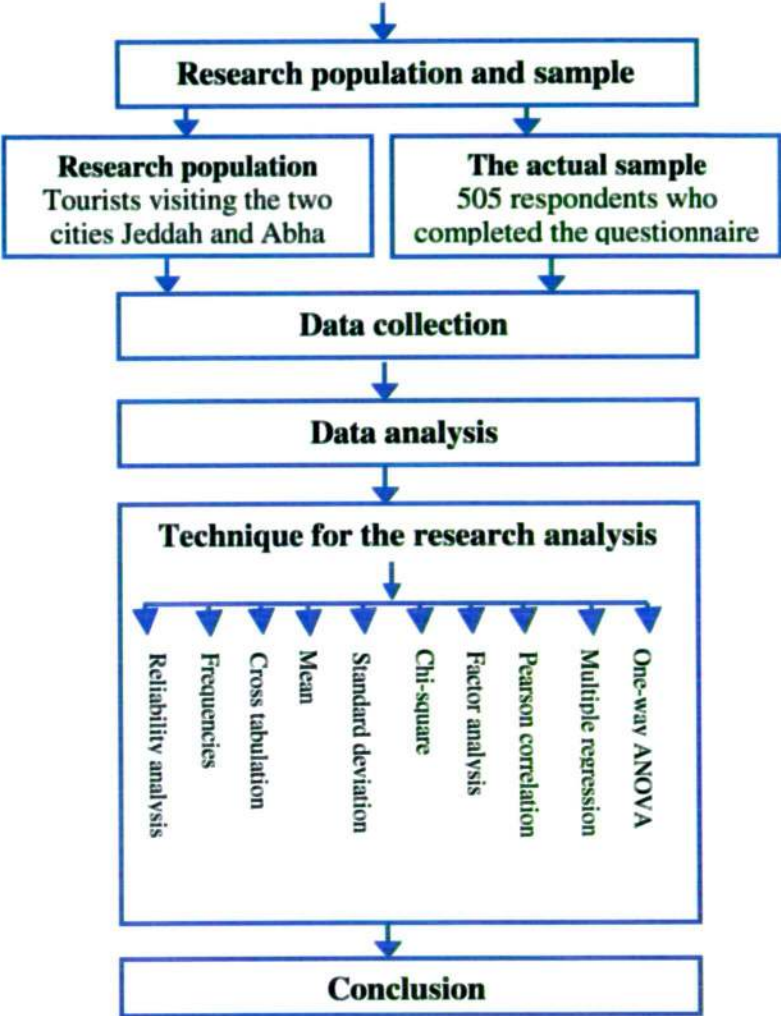 Research population and sample
Research population
Tourists visiting the two
cities Jeddah and Abha
The actual sample
505 respondents who
completed the questionnaire
Data collection
Data analysis
Technique for the research analysis
Reliability analysis
Frequencies
Cross tabulation
Mean
Standard deviation
Chi-square
Factor analysis
Pearson correlation
Multiple regression
One-way ANOVA
Conclusion